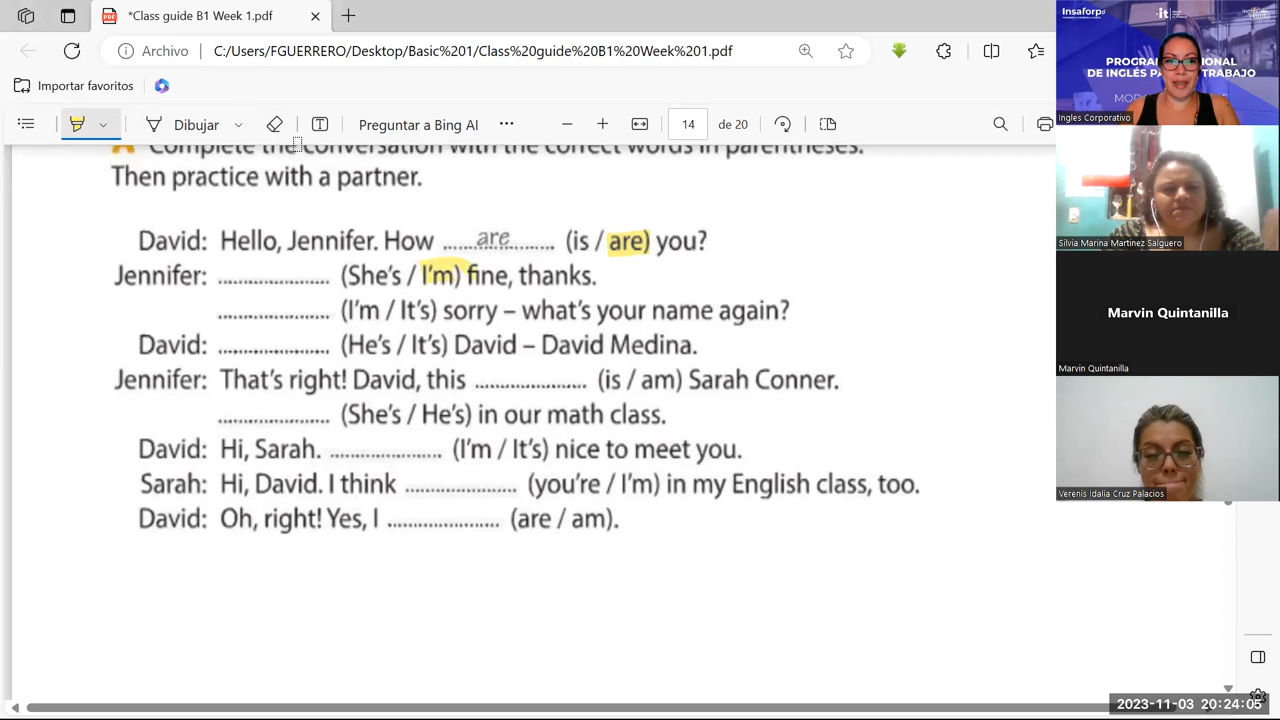 *Class guide B1 Week 1.pdf
Archivo
C:/Users/FGUERRERO/Desktop/Basic%201/Class%20guide%20B1%20Week%201.pdf
Importar favoritos
Dibujar
Preguntar a Bing AI
14
de 20
A Complete the conversation with the correct words in parentheses.
Then practice with a partner.
David: Hello, Jennifer. How ....are.... (is / are) you?
Jennifer: .................. (She's / I'm) fine, thanks.
.................. (I'm / It's) sorry – what's your name again?
David: .................. (He's / It's) David – David Medina.
Jennifer: That's right! David, this .................. (is / am) Sarah Conner.
.................. (She's / He's) in our math class.
David: Hi, Sarah. .................. (I'm / It's) nice to meet you.
Sarah: Hi, David. I think .................. (you're / I'm) in my English class, too.
David: Oh, right! Yes, I .................. (are / am).
Insaforp
it
PROGRA IONAL
DE INGLÉS PA TRABAJO
MOD
Ingles Corporativo
Silvia Marina Martinez Salguero
Marvin Quintanilla
Marvin Quintanilla
Verenis Idalia Cruz Palacios
2023-11-03 20:24:05